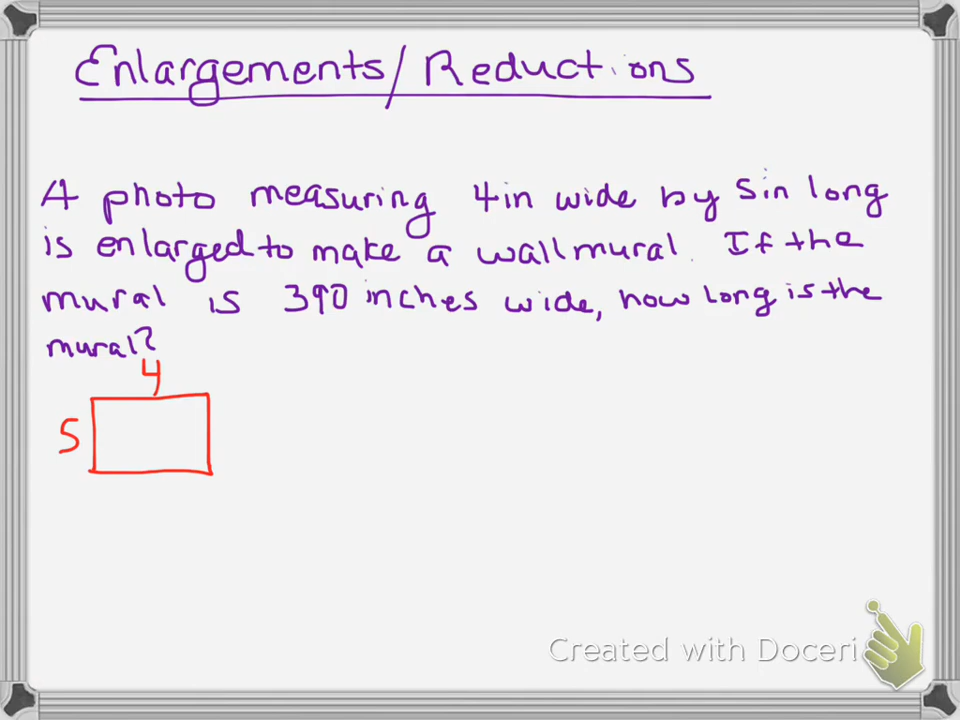 Enlargements/Reductions
A photo measuring 4in wide by 5in long
is enlarged to make a wall mural. If the
mural is 390 inches wide, how long is the
mural?
4
5
Created with Doceri